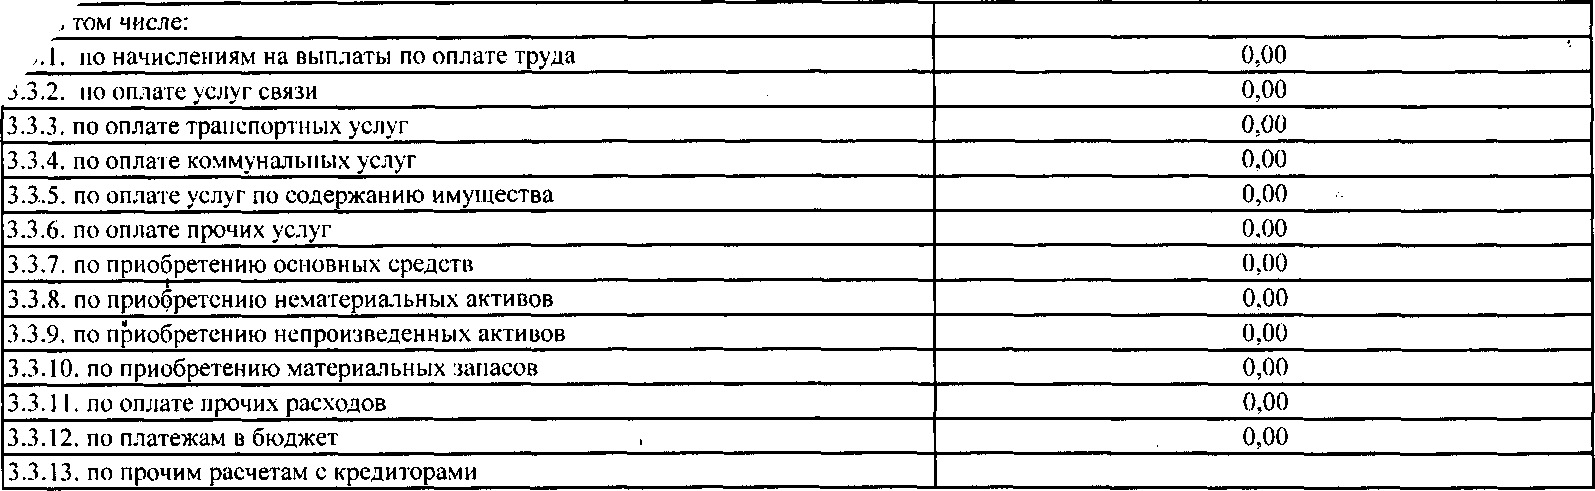 том числе:
.1. по начислениям на выплаты по оплате труда 0,00
3.3.2. по оплате услуг связи 0,00
3.3.3. по оплате транспортных услуг 0,00
3.3.4. по оплате коммунальных услуг 0,00
3.3.5. по оплате услуг по содержанию имущества 0,00
3.3.6. по оплате прочих услуг 0,00
3.3.7. по приобретению основных средств 0,00
3.3.8. по приобретению нематериальных активов 0,00
3.3.9. по приобретению непроизведенных активов 0,00
3.3.10. по приобретению материальных запасов 0,00
3.3.11. по оплате прочих расходов 0,00
3.3.12. по платежам в бюджет 0,00
3.3.13. по прочим расчетам с кредиторами